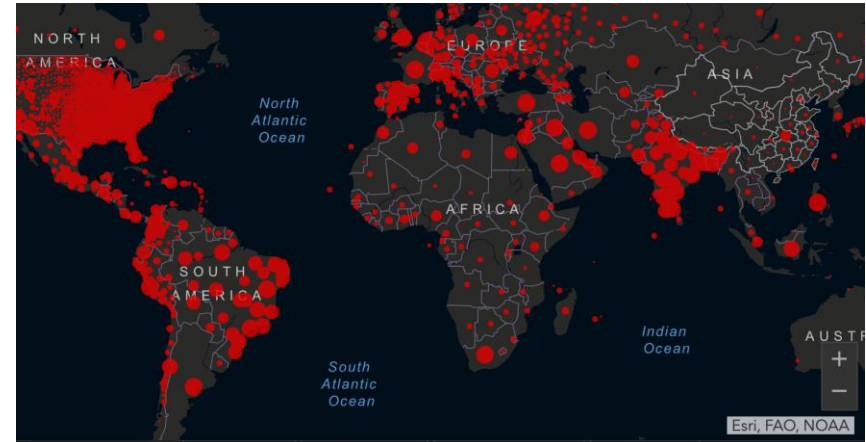 NORTH
AMERICA
EUROPE
ASIA
North
Atlantic
Ocean
AFRICA
SOUTH
AMERICA
Indian
Ocean
AUSTR
South
Atlantic
Ocean
+
−
Esri, FAO, NOAA